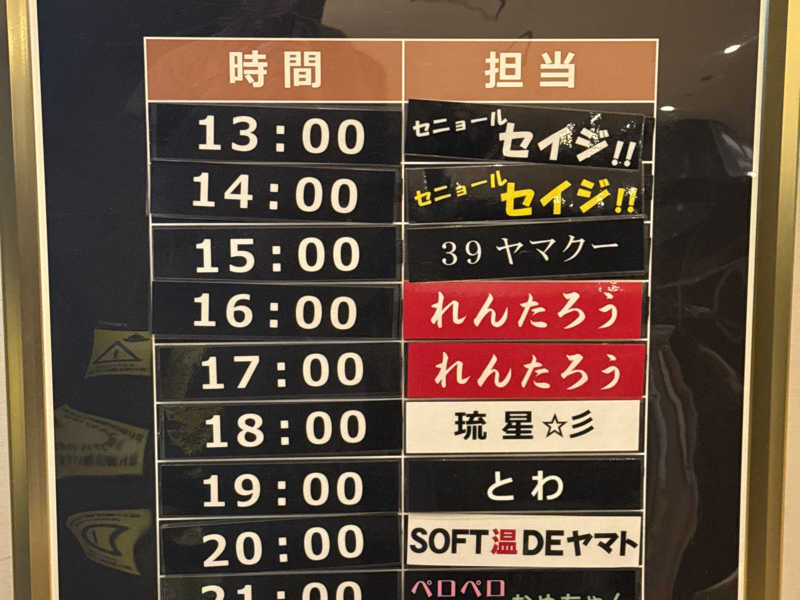 時間 担当
13:00 セニョールセイジ!!
14:00 セニョールセイジ!!
15:00 39ヤマクー
16:00 れんたろう
17:00 れんたろう
18:00 琉星☆彡
19:00 とわ
20:00 SOFT温DEヤマト
21:00 ペロペロ